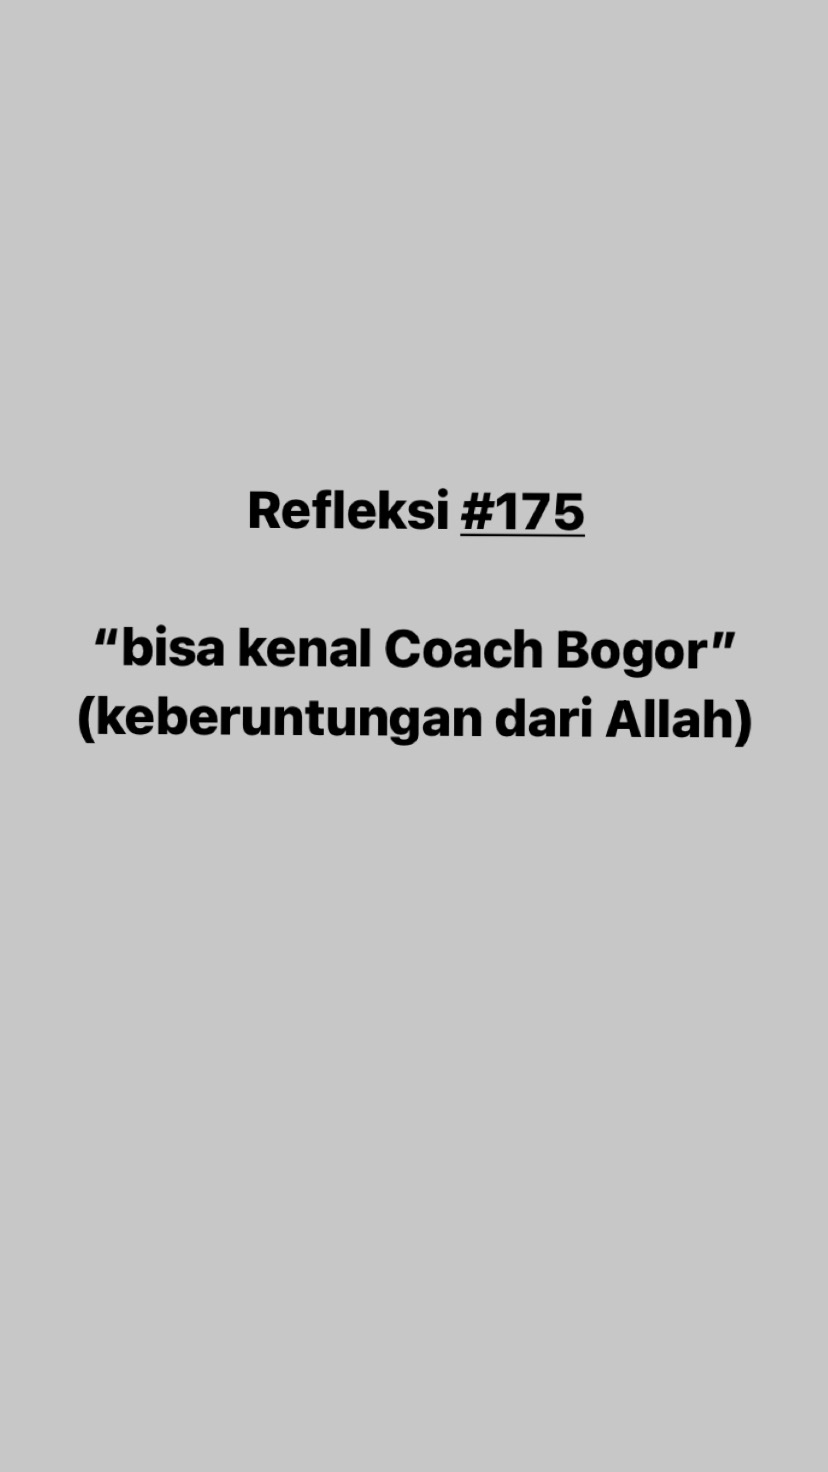 Refleksi #175
“bisa kenal Coach Bogor”
(keberuntungan dari Allah)